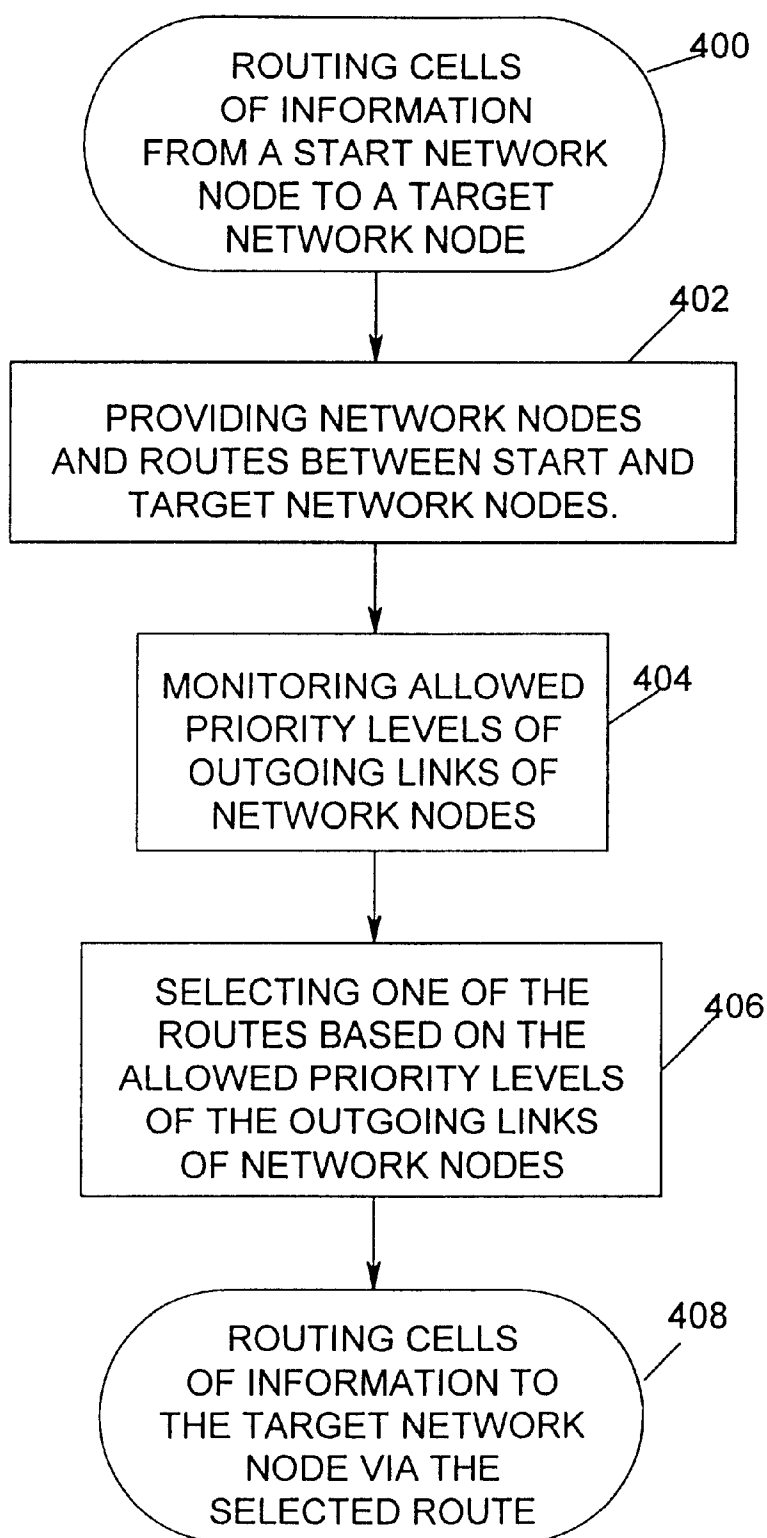 400
ROUTING CELLS
OF INFORMATION
FROM A START NETWORK
NODE TO A TARGET
NETWORK NODE
402
PROVIDING NETWORK NODES
AND ROUTES BETWEEN START AND
TARGET NETWORK NODES.
404
MONITORING ALLOWED
PRIORITY LEVELS OF
OUTGOING LINKS OF
NETWORK NODES
406
SELECTING ONE OF THE
ROUTES BASED ON THE
ALLOWED PRIORITY LEVELS
OF THE OUTGOING LINKS
OF NETWORK NODES
408
ROUTING CELLS
OF INFORMATION TO
THE TARGET NETWORK
NODE VIA THE
SELECTED ROUTE